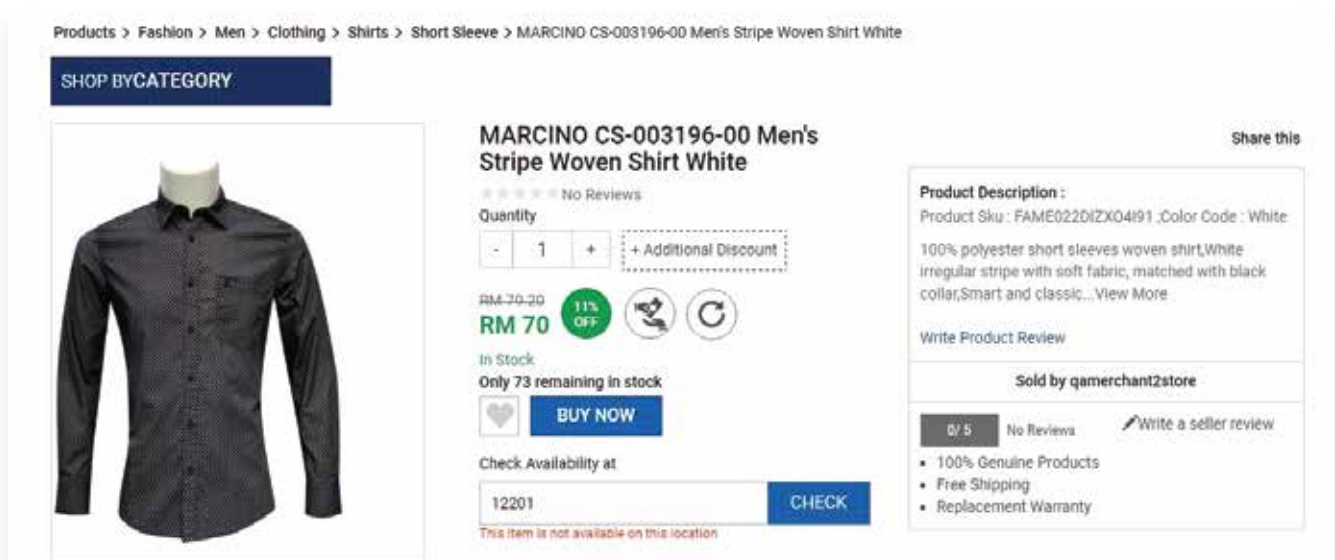 Products > Fashion > Men > Clothing > Shirts > Short Sleeve > MARCINO CS-003196-00 Men's Stripe Woven Shirt White
SHOP BYCATEGORY
MARCINO CS-003196-00 Men's
Stripe Woven Shirt White
No Reviews
Quantity
- 1 +
+ Additional Discount
RM 79.20
RM 70
11%
OFF
In Stock
Only 73 remaining in stock
BUY NOW
Check Availability at
12201
CHECK
This item is not available on this location
Share this
Product Description :
Product Sku : FAME022DIZXO4I91 ;Color Code : White
100% polyester short sleeves woven shirt,White
irregular stripe with soft fabric, matched with black
collar,Smart and classic...View More
Write Product Review
Sold by qamerchant2store
0/ 5
No Reviews
Write a seller review
• 100% Genuine Products
• Free Shipping
• Replacement Warranty